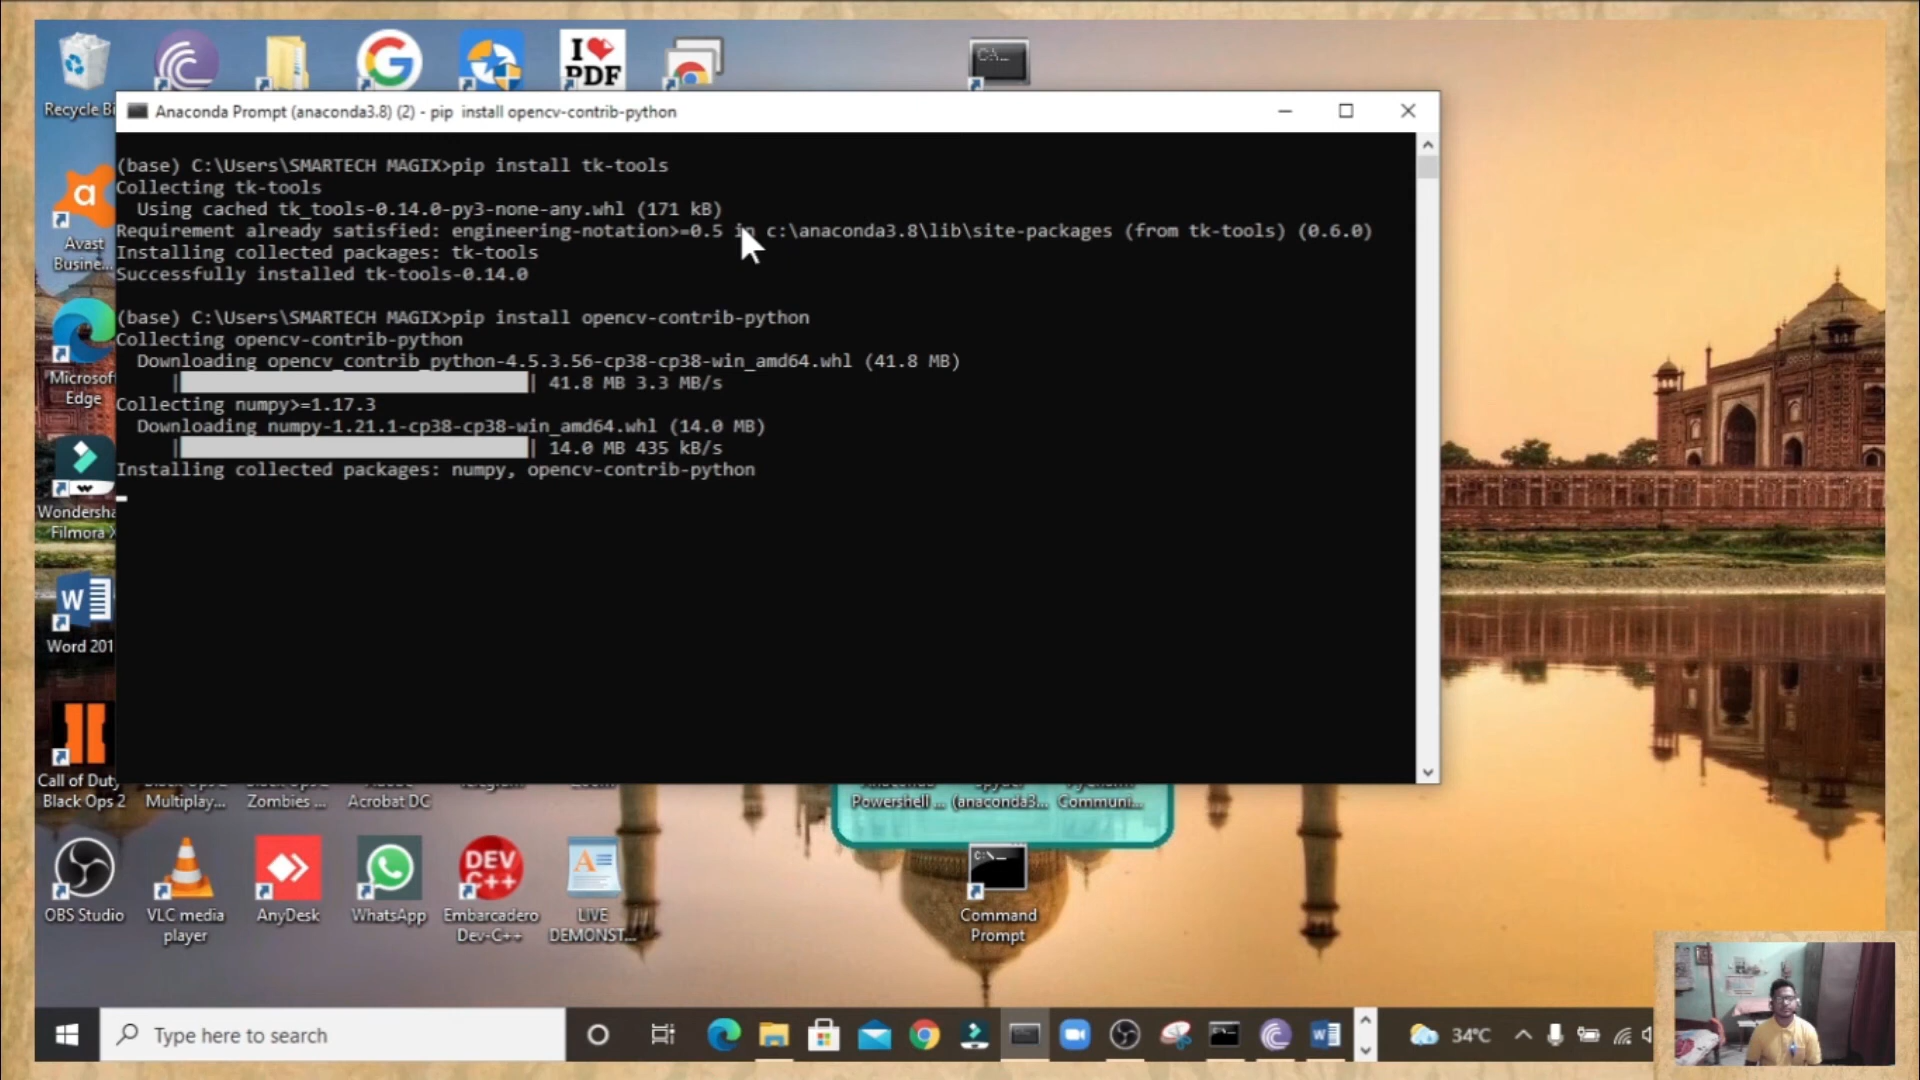 I ❤ PDF
Recycle Bi
Anaconda Prompt (anaconda3.8) (2) - pip  install opencv-contrib-python
(base) C:\Users\SMARTECH MAGIX>pip install tk-tools
Collecting tk-tools
Using cached tk_tools-0.14.0-py3-none-any.whl (171 kB)
Requirement already satisfied: engineering-notation>=0.5 in c:\anaconda3.8\lib\site-packages (from tk-tools) (0.6.0)
Installing collected packages: tk-tools
Successfully installed tk-tools-0.14.0
(base) C:\Users\SMARTECH MAGIX>pip install opencv-contrib-python
Collecting opencv-contrib-python
Downloading opencv_contrib_python-4.5.3.56-cp38-cp38-win_amd64.whl (41.8 MB)
| 41.8 MB 3.3 MB/s
Collecting numpy>=1.17.3
Downloading numpy-1.21.1-cp38-cp38-win_amd64.whl (14.0 MB)
| 14.0 MB 435 kB/s
Installing collected packages: numpy, opencv-contrib-python
Avast
Busine...
Microsof
Edge
Wondersha
Filmora X
Word 201
Call of Duty
Black Ops 2
Multiplay...
Zombies ...
Acrobat DC
Powershell ...
(anaconda3...
Communi...
DEV
C++
OBS Studio
VLC media
player
AnyDesk
WhatsApp
Embarcadero
Dev-C++
LIVE
DEMONST...
Command
Prompt
Type here to search
34°C